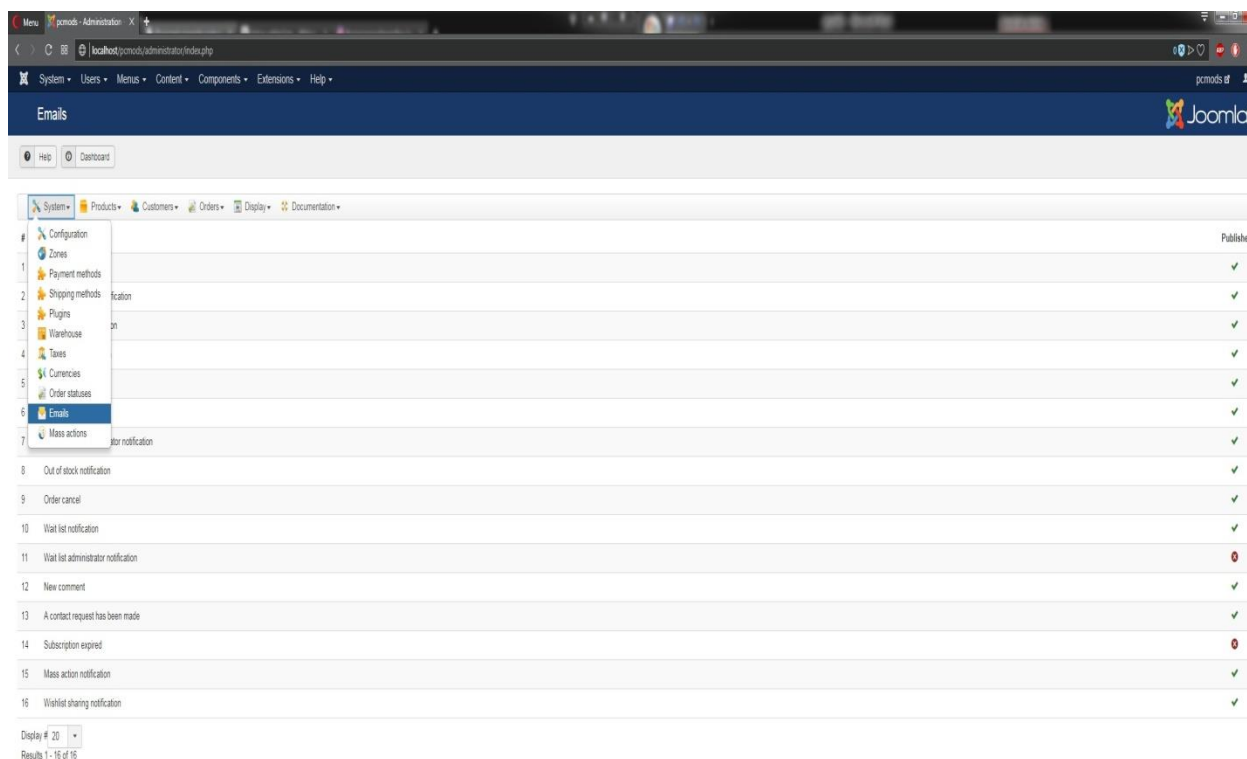 Menu pcmods - Administration X +
localhost/pcmods/administrator/index.php
System Users Menus Content Components Extensions Help pcmods
Emails Joomla
Help Dashboard
System Products Customers Orders Display Documentation
# Publishe
Configuration
Zones
1
Payment methods
2 Shipping methods fication
Plugins
3 on
Warehouse
4 Taxes
Currencies
5
Order statuses
6 Emails
Mass actions
7 ator notification
8 Out of stock notification
9 Order cancel
10 Wait list notification
11 Wait list administrator notification
12 New comment
13 A contact request has been made
14 Subscription expired
15 Mass action notification
16 Wishlist sharing notification
Display # 20
Results 1 - 16 of 16